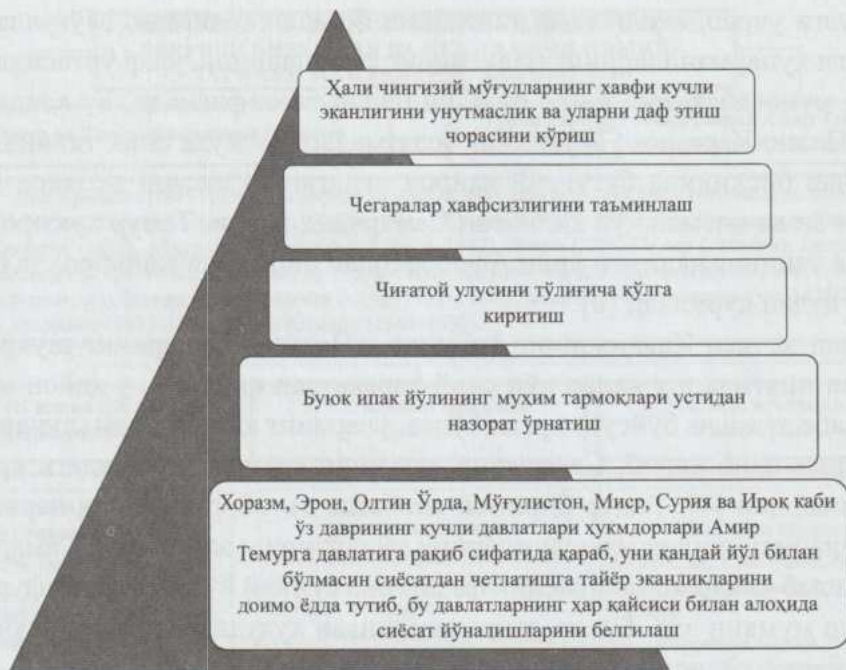 Ҳали чингизий мўғулларнинг хавфи кучли
эканлигини унутмаслик ва уларни даф этиш
чорасини кўриш
Чегаралар хавфсизлигини таъминлаш
Чиғатой улусини тўлиғича қўлга
киритиш
Буюк ипак йўлининг муҳим тармоқлари устидан
назорат ўрнатиш
Хоразм, Эрон, Олтин Ўрда, Мўғулистон, Миср, Сурия ва Ироқ каби
ўз даврининг кучли давлатлари ҳукмдорлари Амир
Темурга давлатига рақиб сифатида қараб, уни қандай йўл билан
бўлмасин сиёсатдан четлатишга тайёр эканликларини
доимо ёдда тутиб, бу давлатларнинг ҳар қайсиси билан алоҳида
сиёсат йўналишларини белгилаш